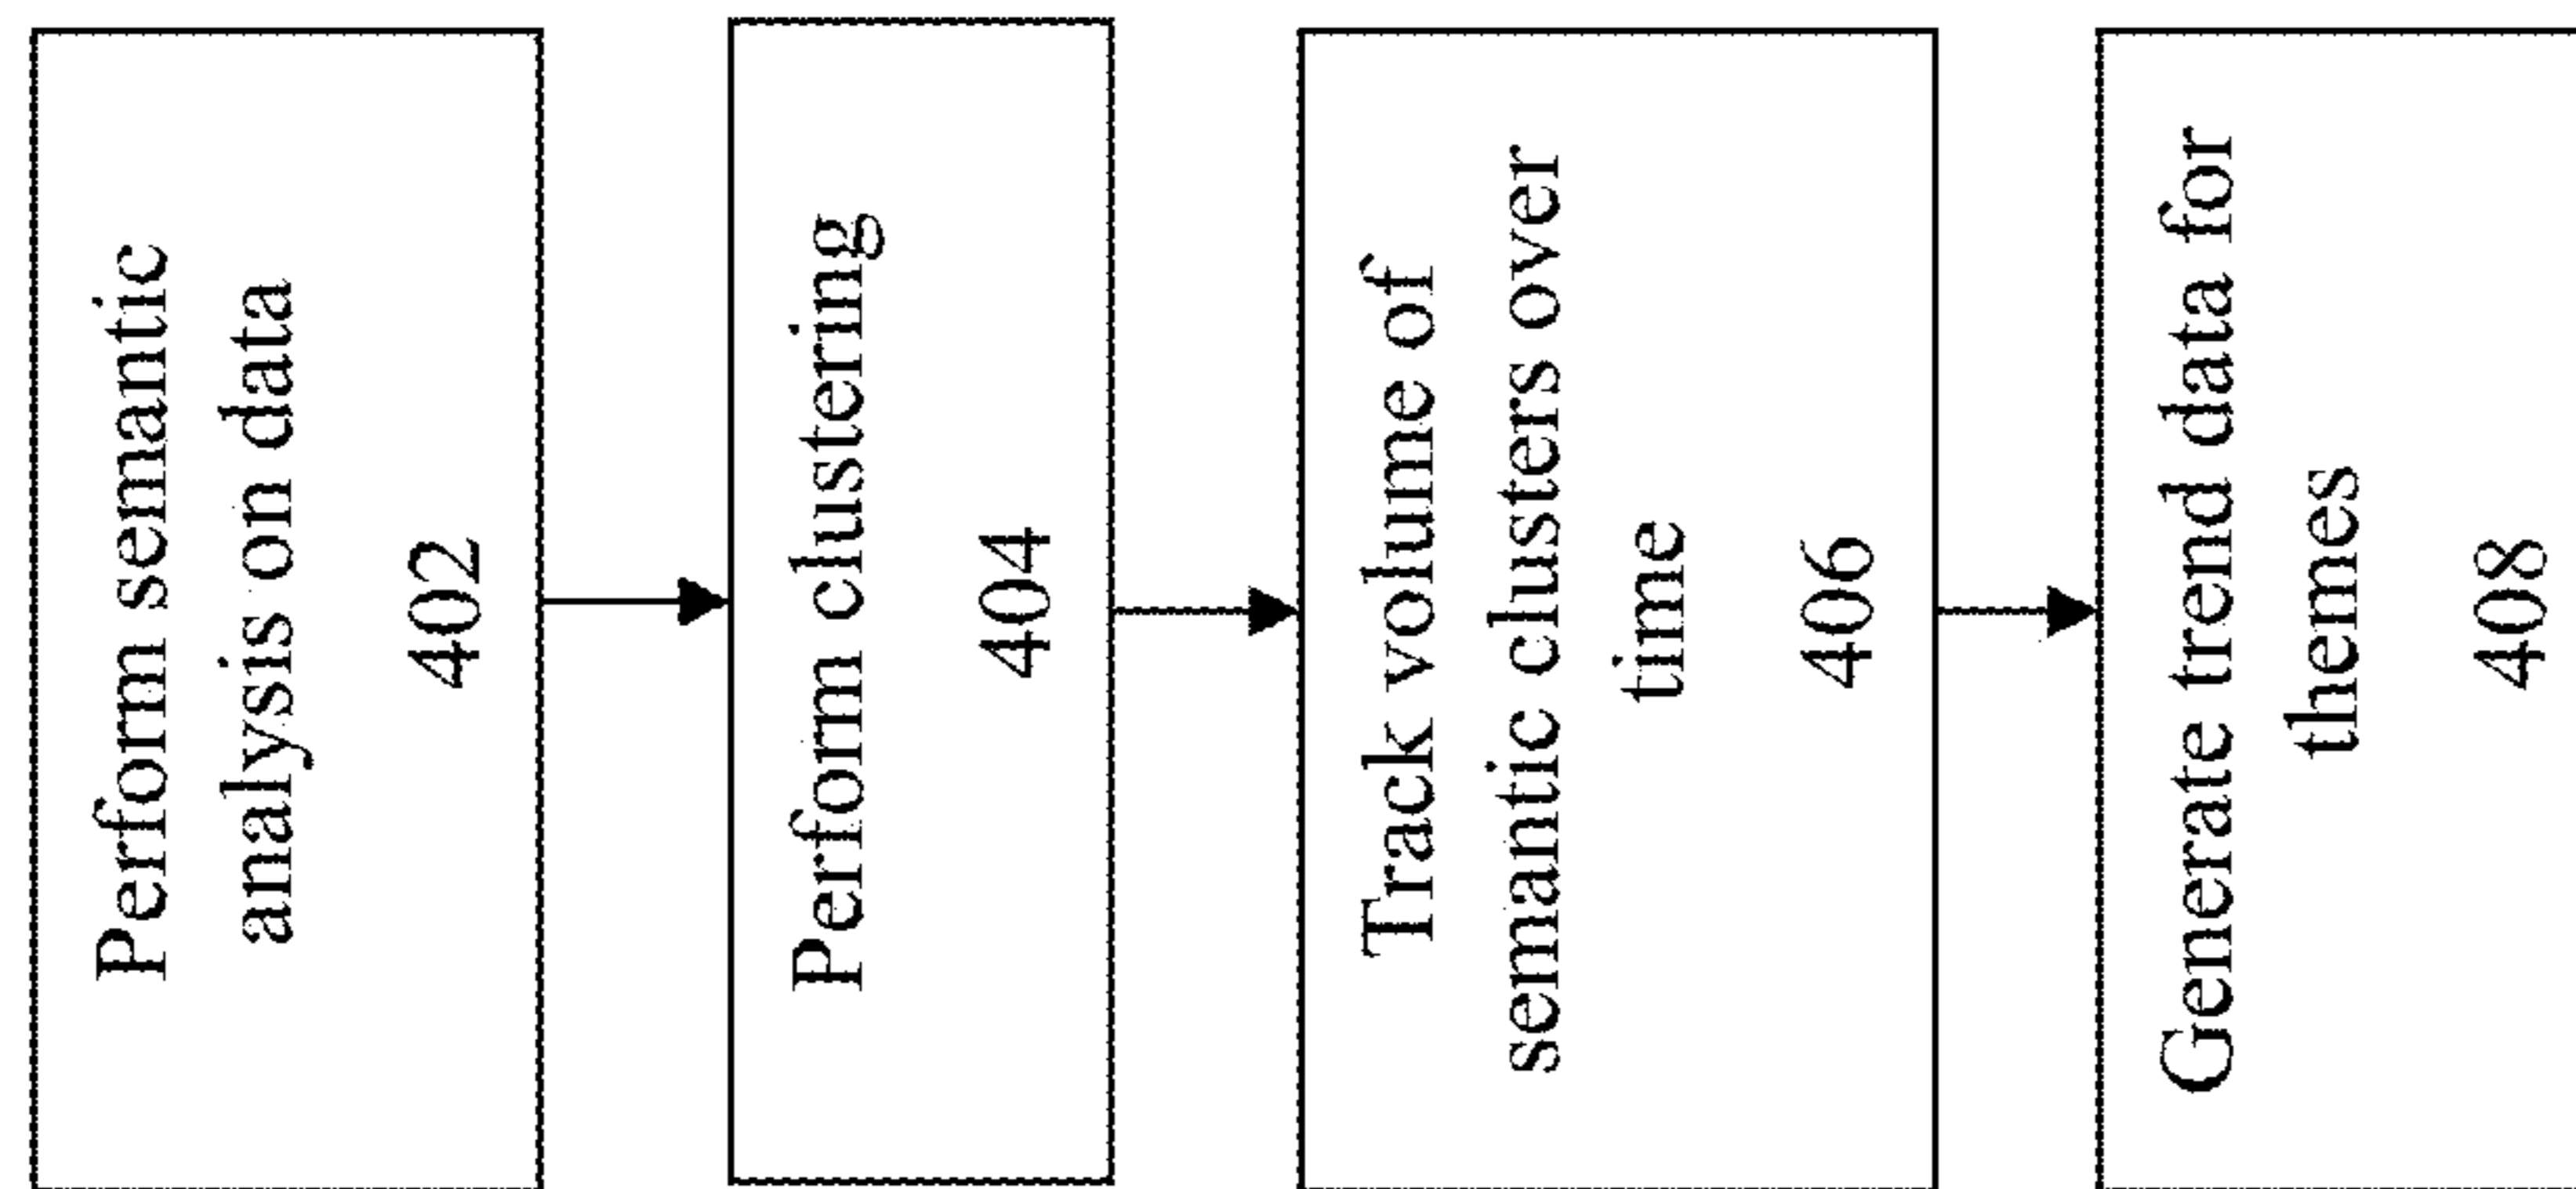 Perform semantic
analysis on data
402
Perform clustering
404
Track volume of
semantic clusters over
time
406
Generate trend data for
themes
408